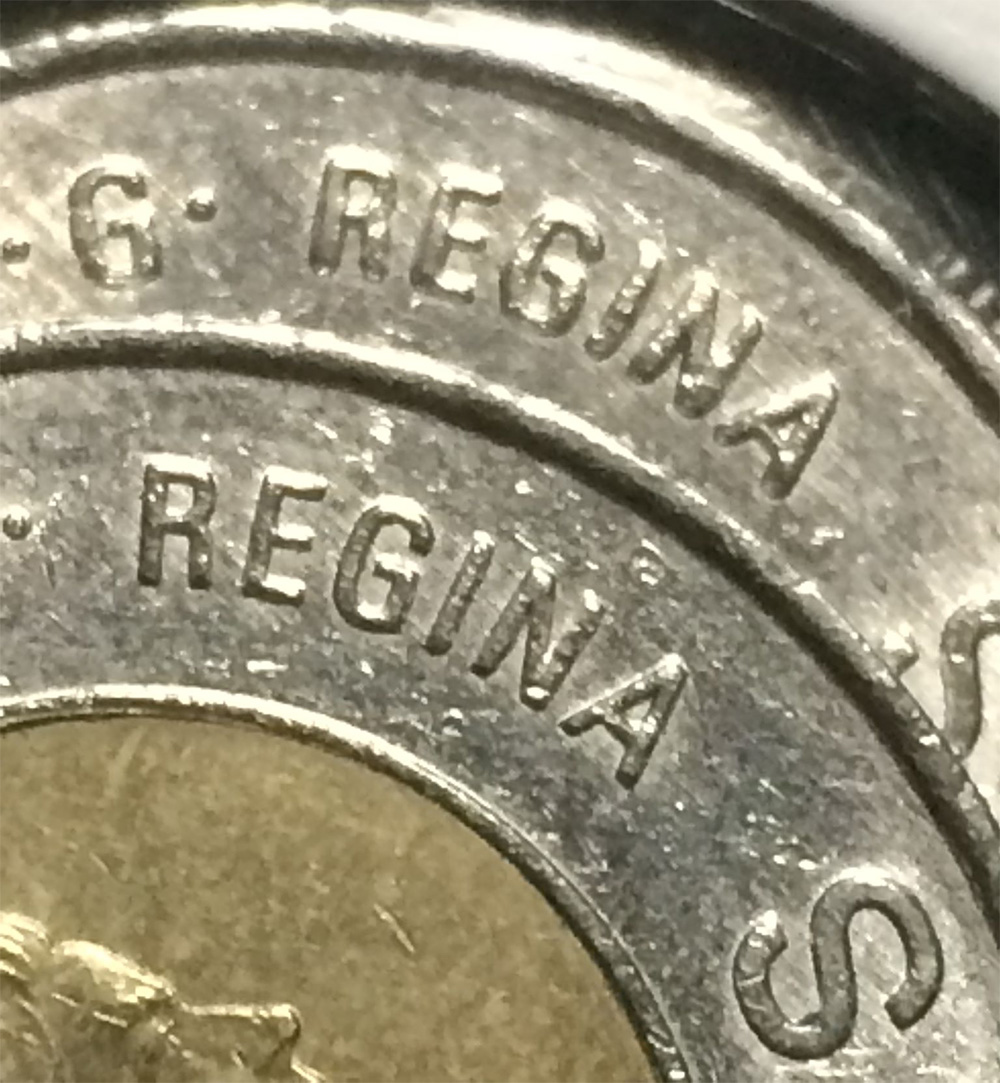 · G · REGINA
· REGINA
S